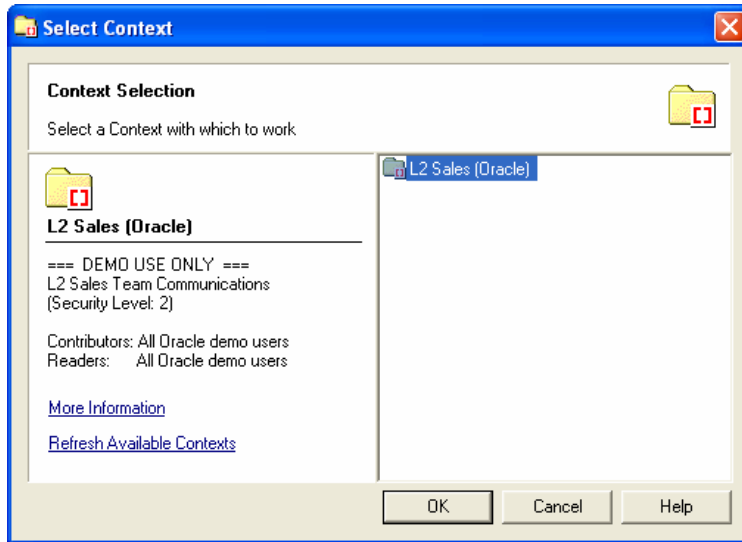 Select Context
Context Selection
Select a Context with which to work
L2 Sales (Oracle)
=== DEMO USE ONLY ===
L2 Sales Team Communications
(Security Level: 2)
Contributors: All Oracle demo users
Readers: All Oracle demo users
More Information
Refresh Available Contexts
L2 Sales (Oracle)
OK
Cancel
Help